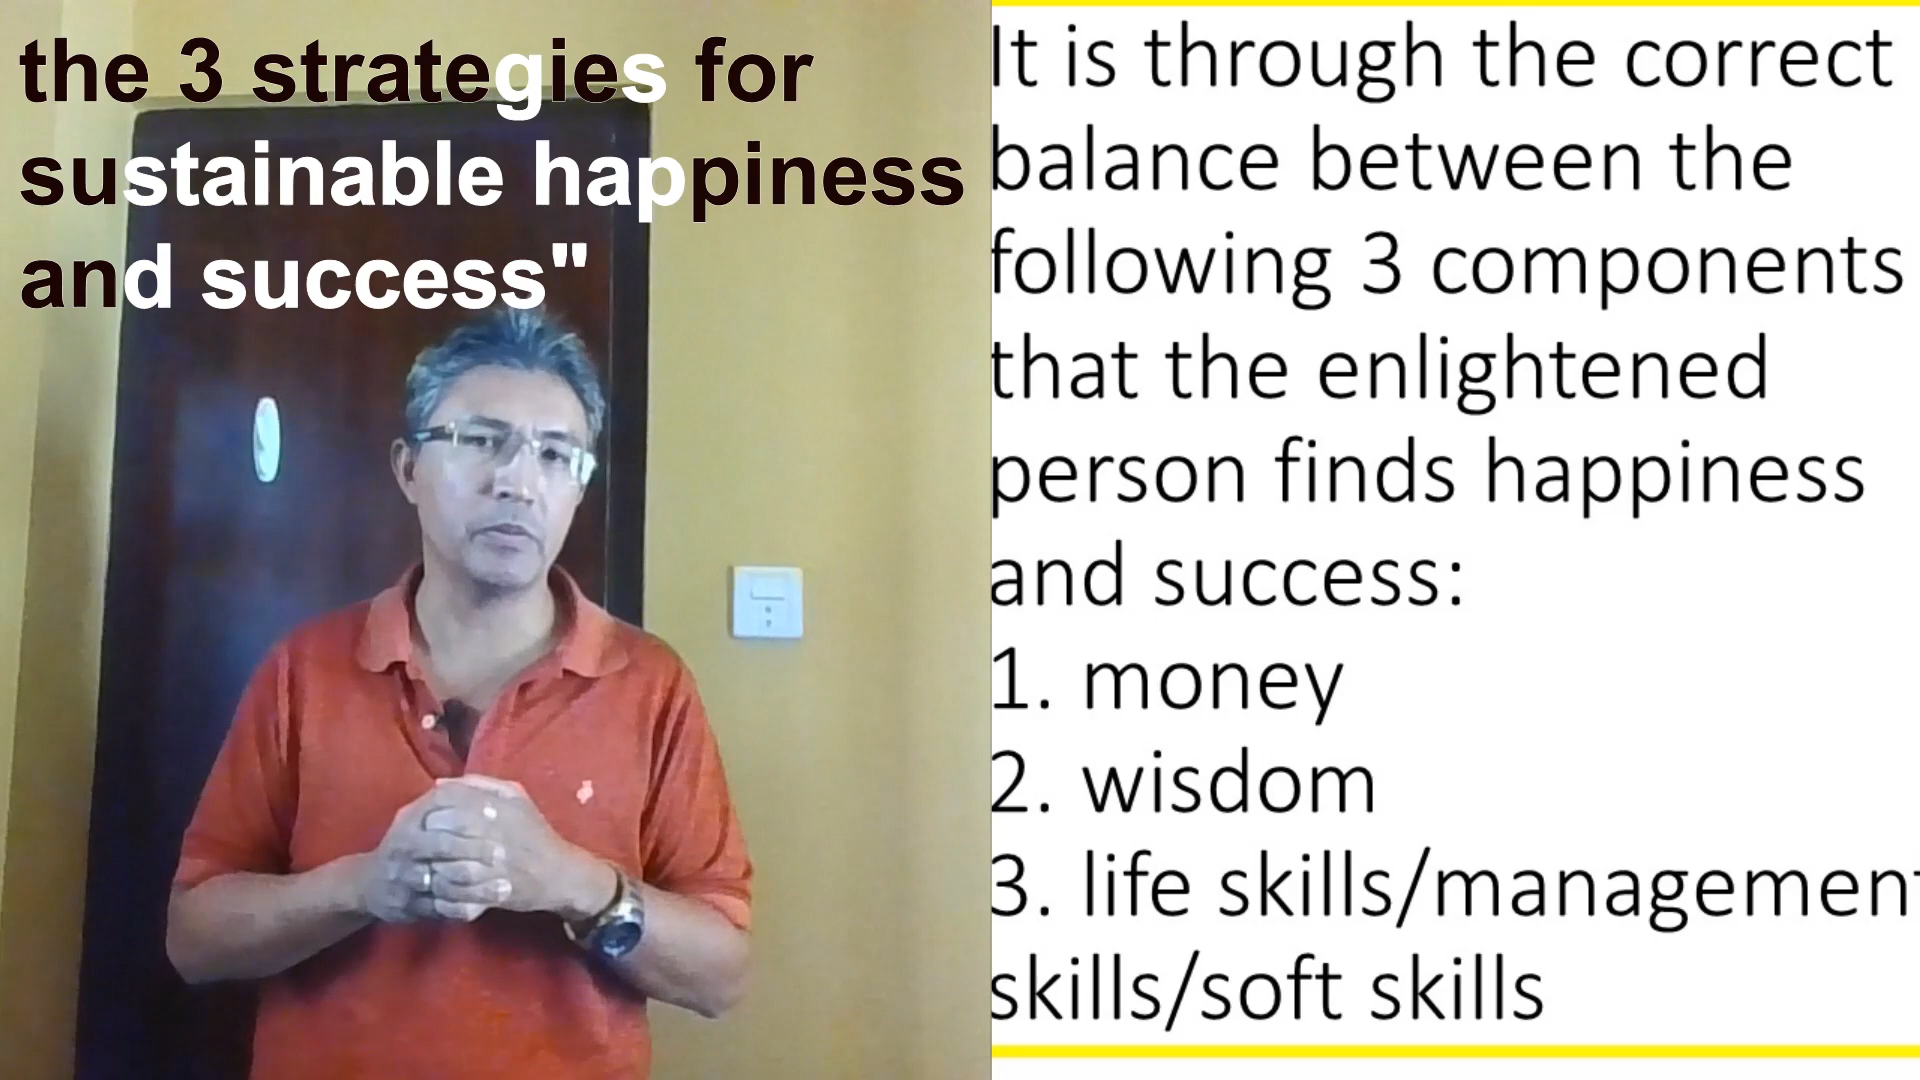 the 3 strategies for
sustainable happiness
and success"
It is through the correct
balance between the
following 3 components
that the enlightened
person finds happiness
and success:
1. money
2. wisdom
3. life skills/management
skills/soft skills